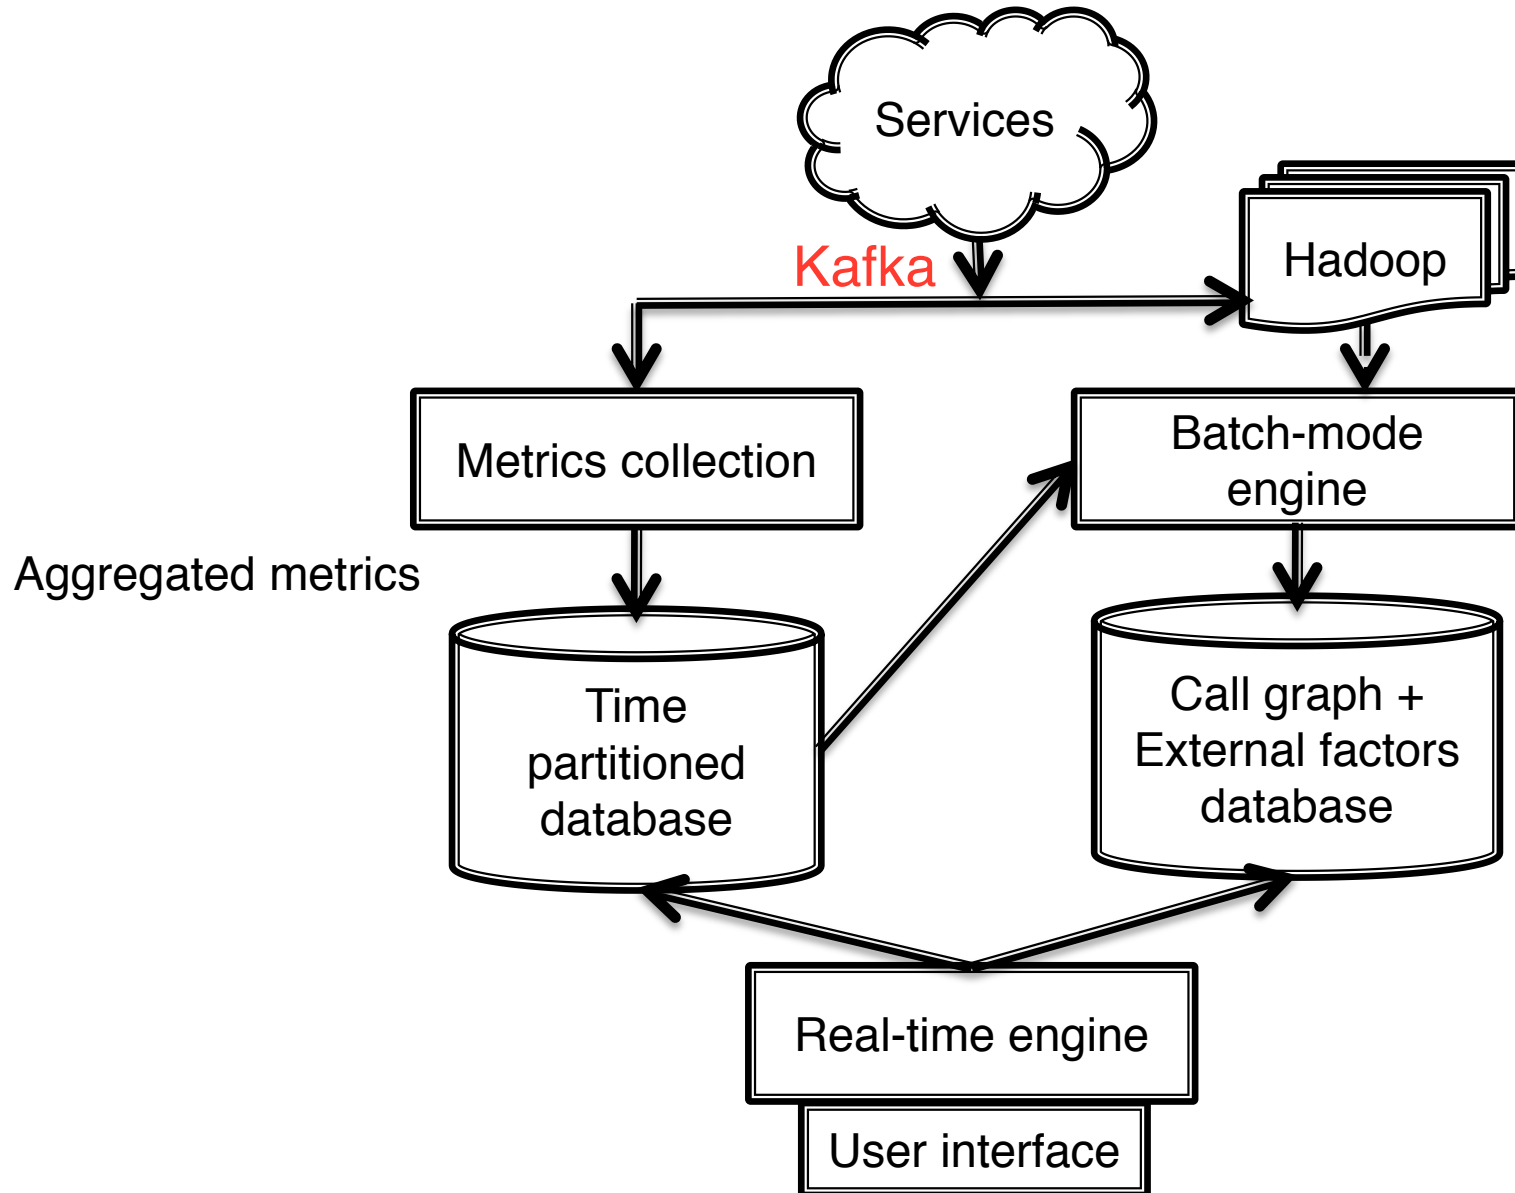 Services
Kafka
Hadoop
Metrics collection
Batch-mode
engine
Aggregated metrics
Time
partitioned
database
Call graph +
External factors
database
Real-time engine
User interface